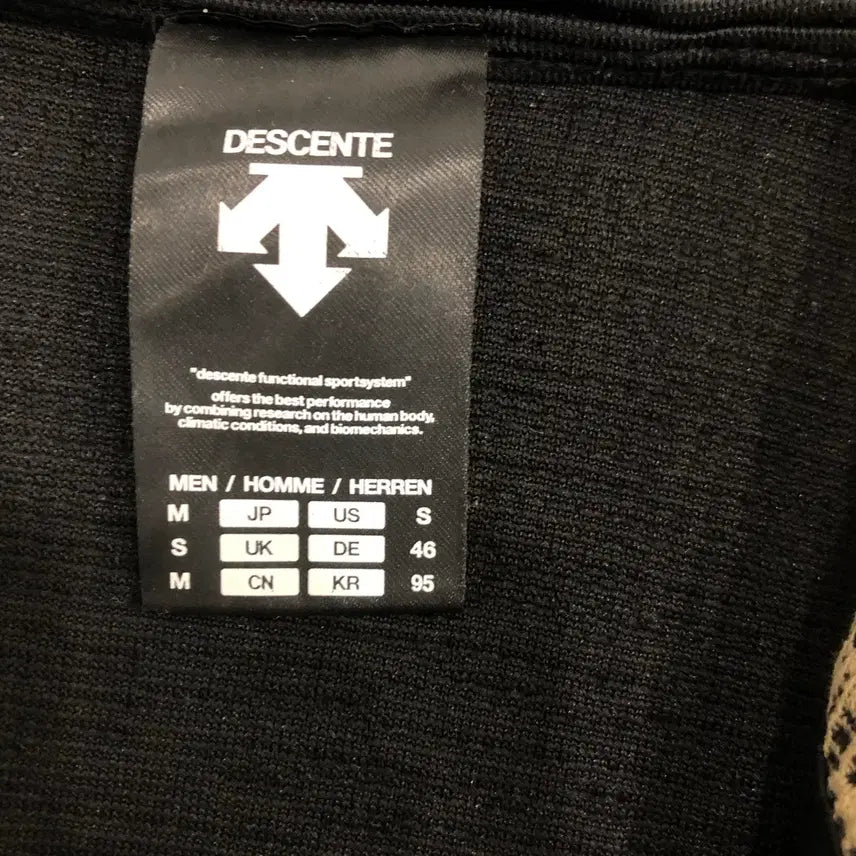 DESCENTE
"descente functional sportsystem"
offers the best performance
by combining research on the human body,
climatic conditions, and biomechanics.
MEN / HOMME / HERREN
M JP US S
S UK DE 46
M CN KR 95